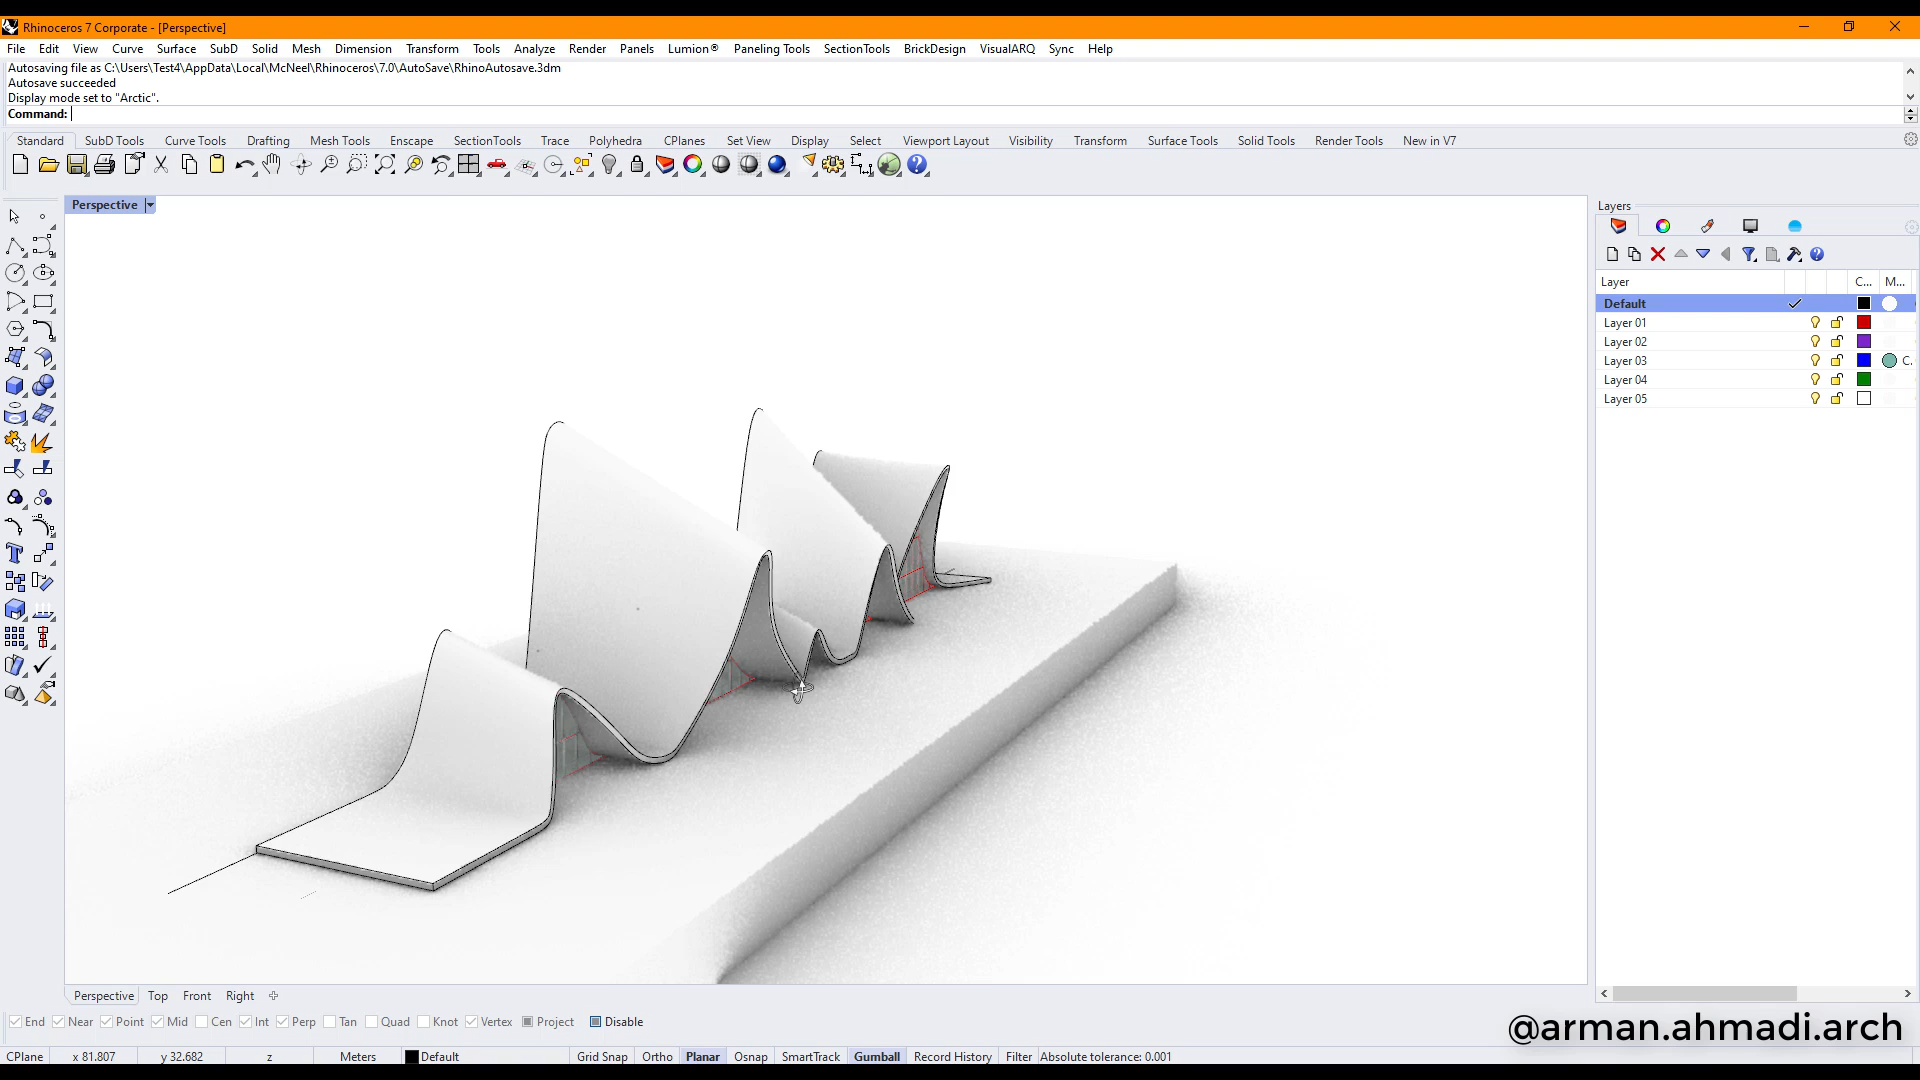 Rhinoceros 7 Corporate - [Perspective]
File Edit View Curve Surface SubD Solid Mesh Dimension Transform Tools Analyze Render Panels Lumion® Paneling Tools SectionTools BrickDesign VisualARQ Sync Help
Autosaving file as C:\Users\Test4\AppData\Local\McNeel\Rhinoceros\7.0\AutoSave\RhinoAutosave.3dm
Autosave succeeded
Display mode set to "Arctic".
Command:
Standard SubD Tools Curve Tools Drafting Mesh Tools Enscape SectionTools Trace Polyhedra CPlanes Set View Display Select Viewport Layout Visibility Transform Surface Tools Solid Tools Render Tools New in V7
Perspective
Layers
Layer C... M...
Default
Layer 01
Layer 02
Layer 03 C.
Layer 04
Layer 05
Perspective Top Front Right
End Near Point Mid Cen Int Perp Tan Quad Knot Vertex Project Disable
@arman.ahmadi.arch
CPlane x 81.807 y 32.682 z Meters Default Grid Snap Ortho Planar Osnap SmartTrack Gumball Record History Filter Absolute tolerance: 0.001